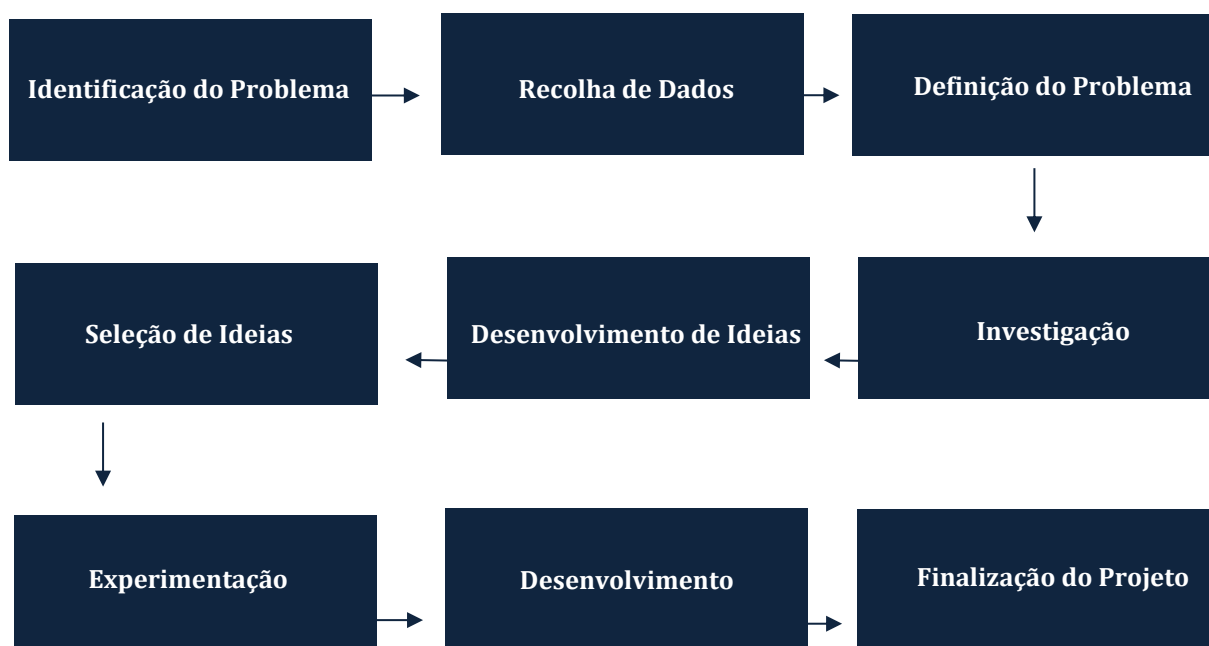 Identificação do Problema
Recolha de Dados
Definição do Problema
Investigação
Desenvolvimento de Ideias
Seleção de Ideias
Experimentação
Desenvolvimento
Finalização do Projeto